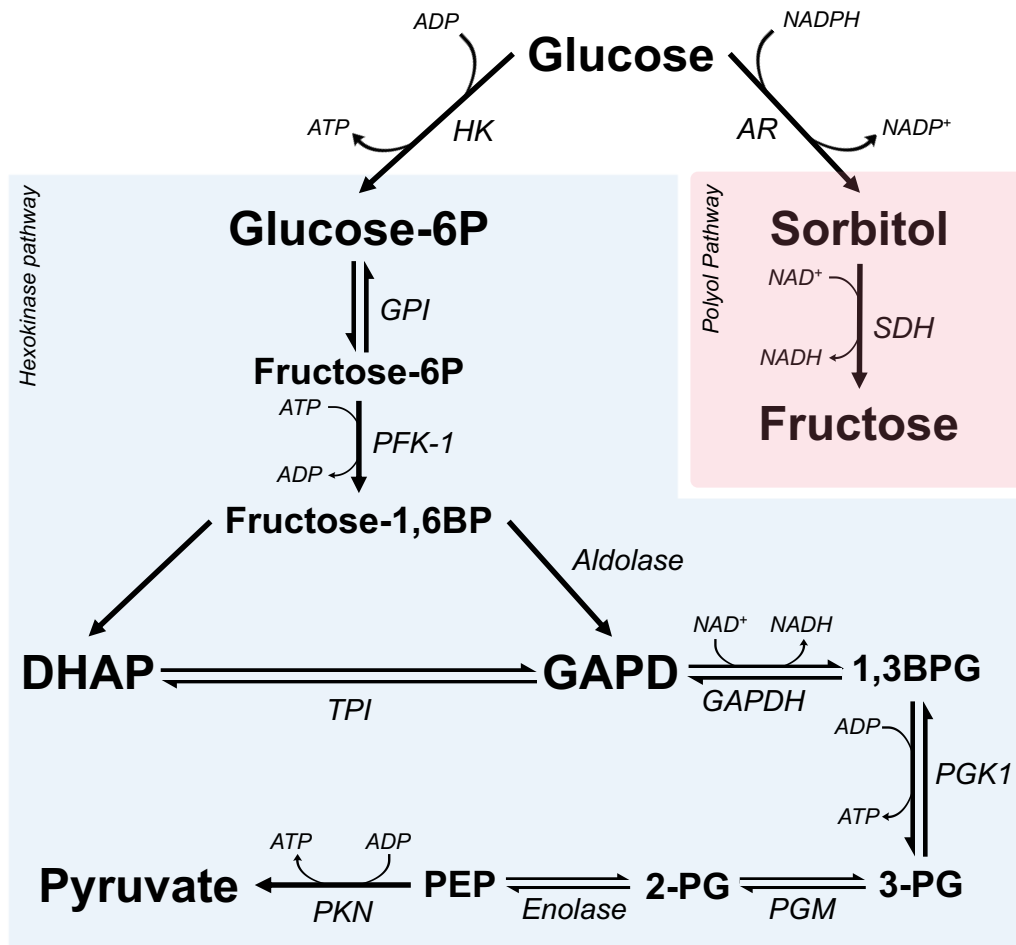 ADP
NADPH
Glucose
ATP
HK
AR
NADP+
Hexokinase pathway
Polyol Pathway
Glucose-6P
Sorbitol
GPI
NAD+
SDH
NADH
Fructose-6P
ATP
PFK-1
ADP
Fructose
Fructose-1,6BP
Aldolase
NAD+
NADH
DHAP
GAPD
1,3BPG
TPI
GAPDH
ADP
PGK1
ATP
ATP
ADP
Pyruvate
PEP
2-PG
3-PG
PKN
Enolase
PGM